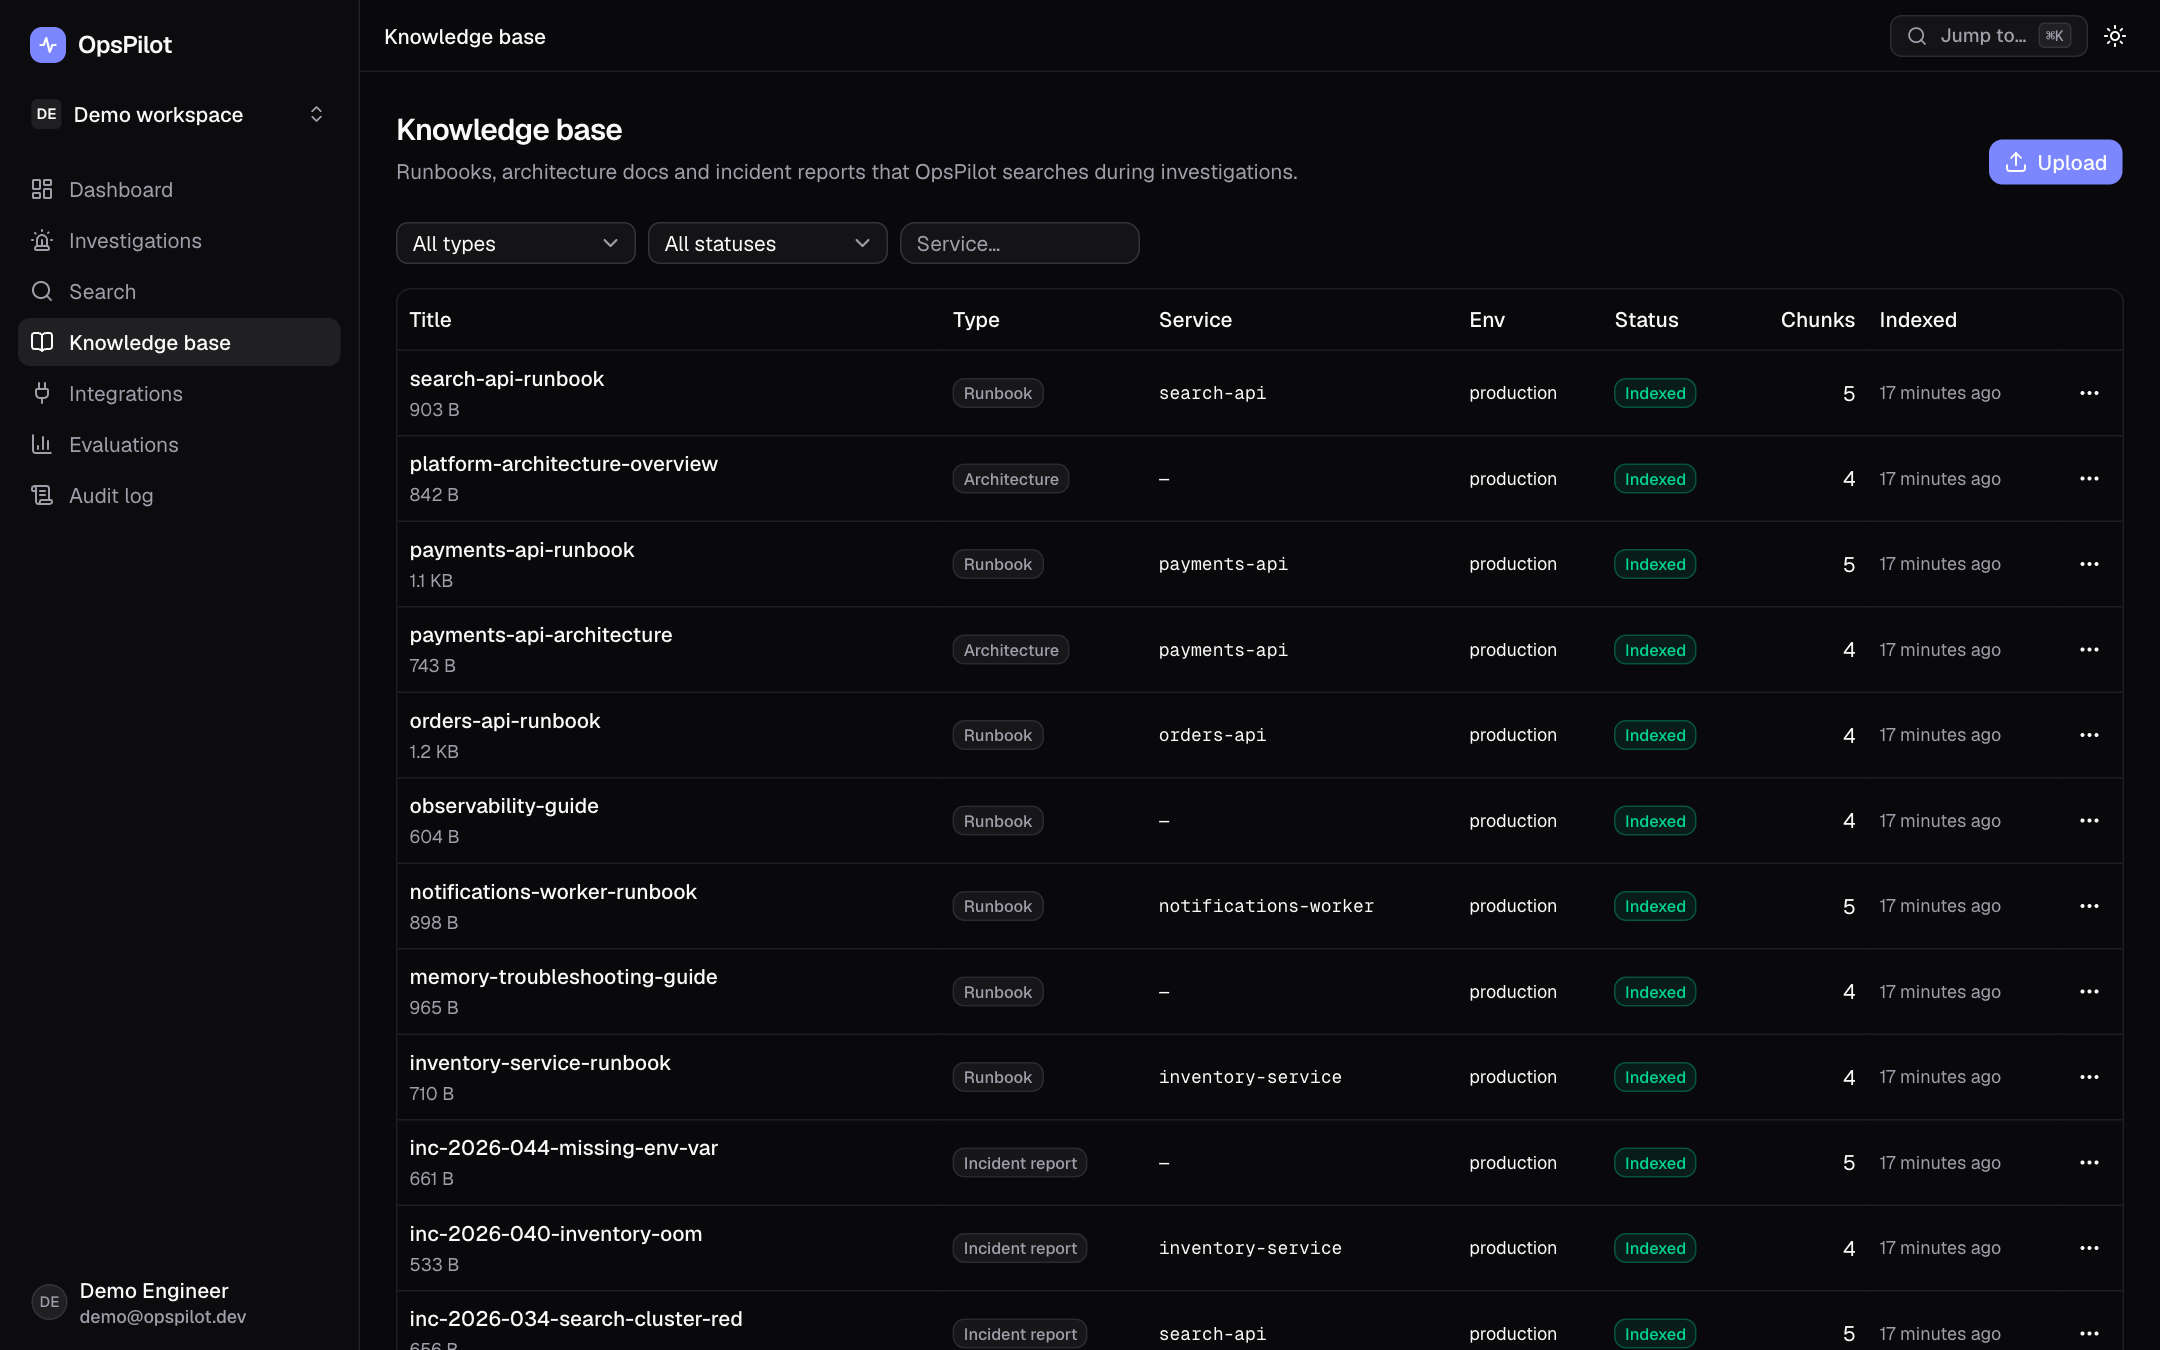 OpsPilot
DE Demo workspace
Dashboard
Investigations
Search
Knowledge base
Integrations
Evaluations
Audit log
DE Demo Engineer
demo@opspilot.dev
Knowledge base
Jump to... ⌘K
Knowledge base
Runbooks, architecture docs and incident reports that OpsPilot searches during investigations.
Upload
All types All statuses Service...
Title Type Service Env Status Chunks Indexed
search-api-runbook
903 B Runbook search-api production Indexed 5 17 minutes ago
platform-architecture-overview
842 B Architecture – production Indexed 4 17 minutes ago
payments-api-runbook
1.1 KB Runbook payments-api production Indexed 5 17 minutes ago
payments-api-architecture
743 B Architecture payments-api production Indexed 4 17 minutes ago
orders-api-runbook
1.2 KB Runbook orders-api production Indexed 4 17 minutes ago
observability-guide
604 B Runbook – production Indexed 4 17 minutes ago
notifications-worker-runbook
898 B Runbook notifications-worker production Indexed 5 17 minutes ago
memory-troubleshooting-guide
965 B Runbook – production Indexed 4 17 minutes ago
inventory-service-runbook
710 B Runbook inventory-service production Indexed 4 17 minutes ago
inc-2026-044-missing-env-var
661 B Incident report – production Indexed 5 17 minutes ago
inc-2026-040-inventory-oom
533 B Incident report inventory-service production Indexed 4 17 minutes ago
inc-2026-034-search-cluster-red
Incident report search-api production Indexed 5 17 minutes ago